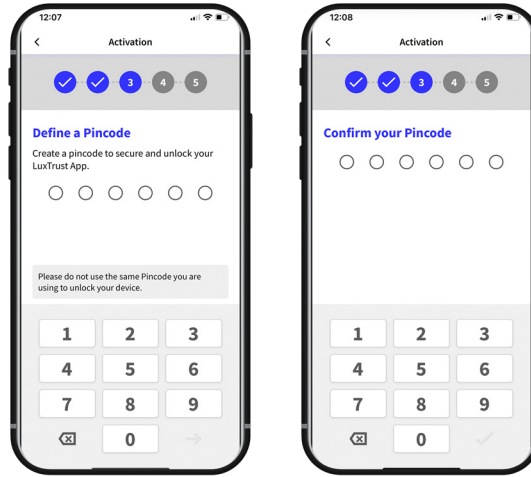 12:07
Activation
3
4
5
Define a Pincode
Create a pincode to secure and unlock your
LuxTrust App.
Please do not use the same Pincode you are
using to unlock your device.
1 2 3
4 5 6
7 8 9
0
12:08
Activation
3
4
5
Confirm your Pincode
1 2 3
4 5 6
7 8 9
0